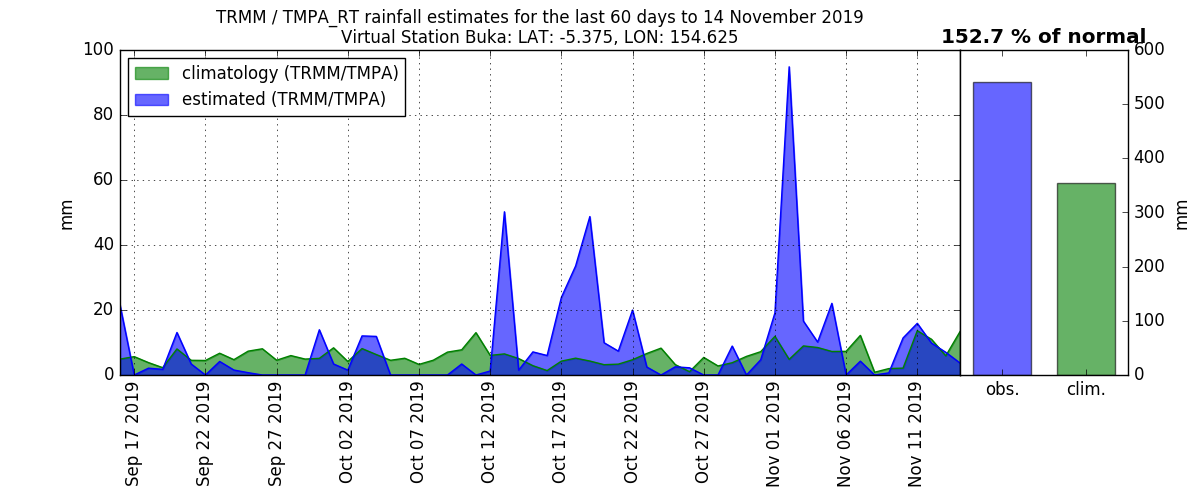 TRMM / TMPA_RT rainfall estimates for the last 60 days to 14 November 2019
Virtual Station Buka: LAT: -5.375, LON: 154.625
152.7 % of normal
climatology (TRMM/TMPA)
estimated (TRMM/TMPA)
mm
100
80
60
40
20
0
Sep 17 2019
Sep 22 2019
Sep 27 2019
Oct 02 2019
Oct 07 2019
Oct 12 2019
Oct 17 2019
Oct 22 2019
Oct 27 2019
Nov 01 2019
Nov 06 2019
Nov 11 2019
obs.
clim.
600
500
400
300
200
100
0
mm